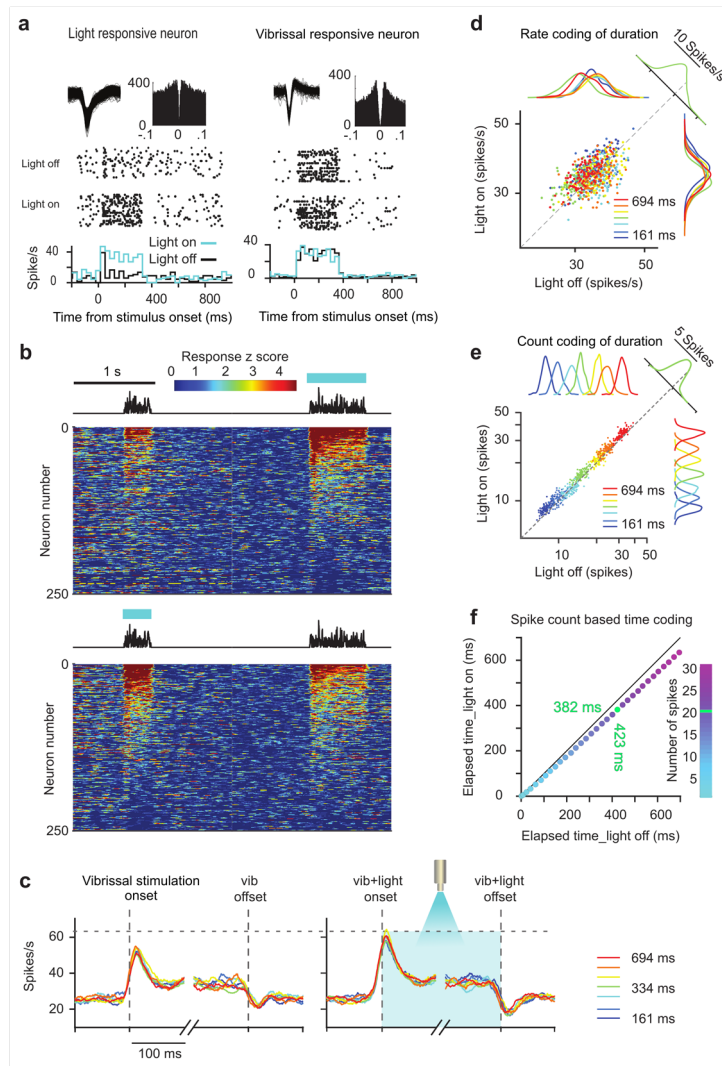 a
Light responsive neuron
Vibrissal responsive neuron
400
0
-.1 0 .1
400
0
-.1 0 .1
Light off
Light on
Spike/s
40
20
0
Light on
Light off
0 400 800
Time from stimulus onset (ms)
40
20
0
0 400 800
Time from stimulus onset (ms)
b
1 s
Response z score
0 1 2 3 4
Neuron number
0
250
Neuron number
0
250
c
Vibrissal stimulation
onset
vib
offset
vib+light
onset
vib+light
offset
Spikes/s
60
40
20
100 ms
694 ms
334 ms
161 ms
d
Rate coding of duration
10 Spikes/s
Light on (spikes/s)
50
30
694 ms
161 ms
30 50
Light off (spikes/s)
e
Count coding of duration
5 Spikes
Light on (spikes)
50
30
10
694 ms
161 ms
10 30 50
Light off (spikes)
f
Spike count based time coding
Elapsed time_light on (ms)
600
400
200
0
382 ms
423 ms
0 200 400 600
Elapsed time_light off (ms)
Number of spikes
30
25
20
15
10
5